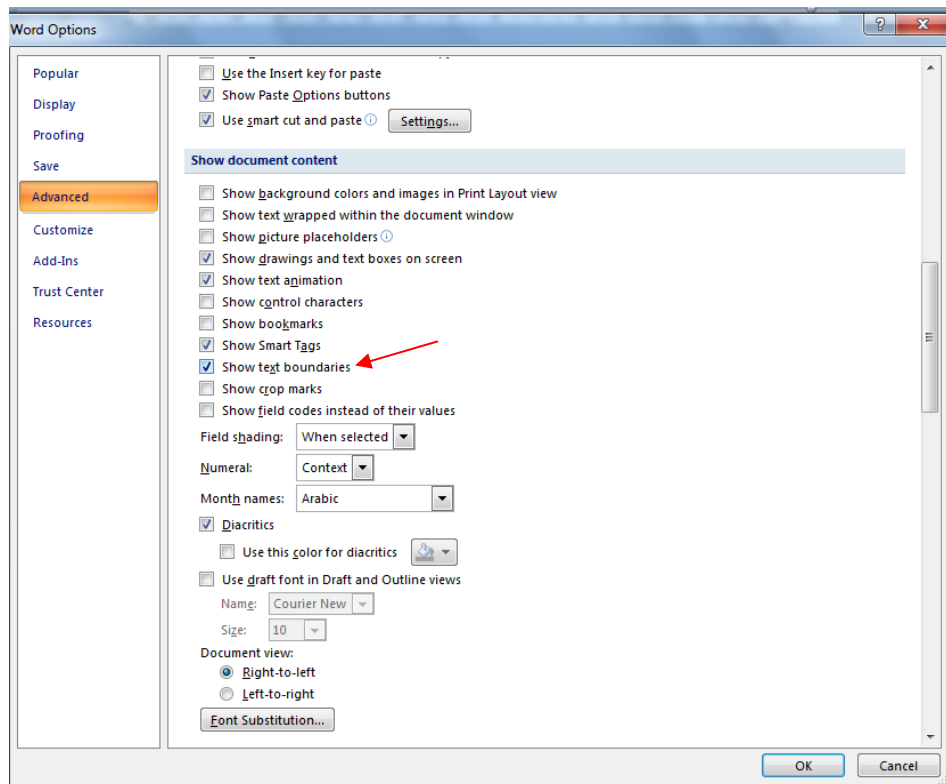 Word Options
Popular
Display
Proofing
Save
Advanced
Customize
Add-Ins
Trust Center
Resources
Use the Insert key for paste
Show Paste Options buttons
Use smart cut and paste
Settings...
Show document content
Show background colors and images in Print Layout view
Show text wrapped within the document window
Show picture placeholders
Show drawings and text boxes on screen
Show text animation
Show control characters
Show bookmarks
Show Smart Tags
Show text boundaries
Show crop marks
Show field codes instead of their values
Field shading: When selected
Numeral: Context
Month names: Arabic
Diacritics
Use this color for diacritics
Use draft font in Draft and Outline views
Name: Courier New
Size: 10
Document view:
Right-to-left
Left-to-right
Font Substitution...
OK Cancel